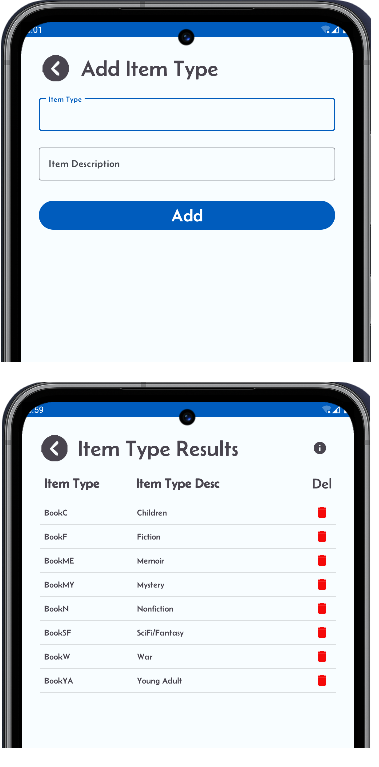 :01
Add Item Type
Item Type
Item Description
Add
:59
Item Type Results
Item Type Item Type Desc Del
BookC Children
BookF Fiction
BookME Memoir
BookMY Mystery
BookN Nonfiction
BookSF SciFi/Fantasy
BookW War
BookYA Young Adult